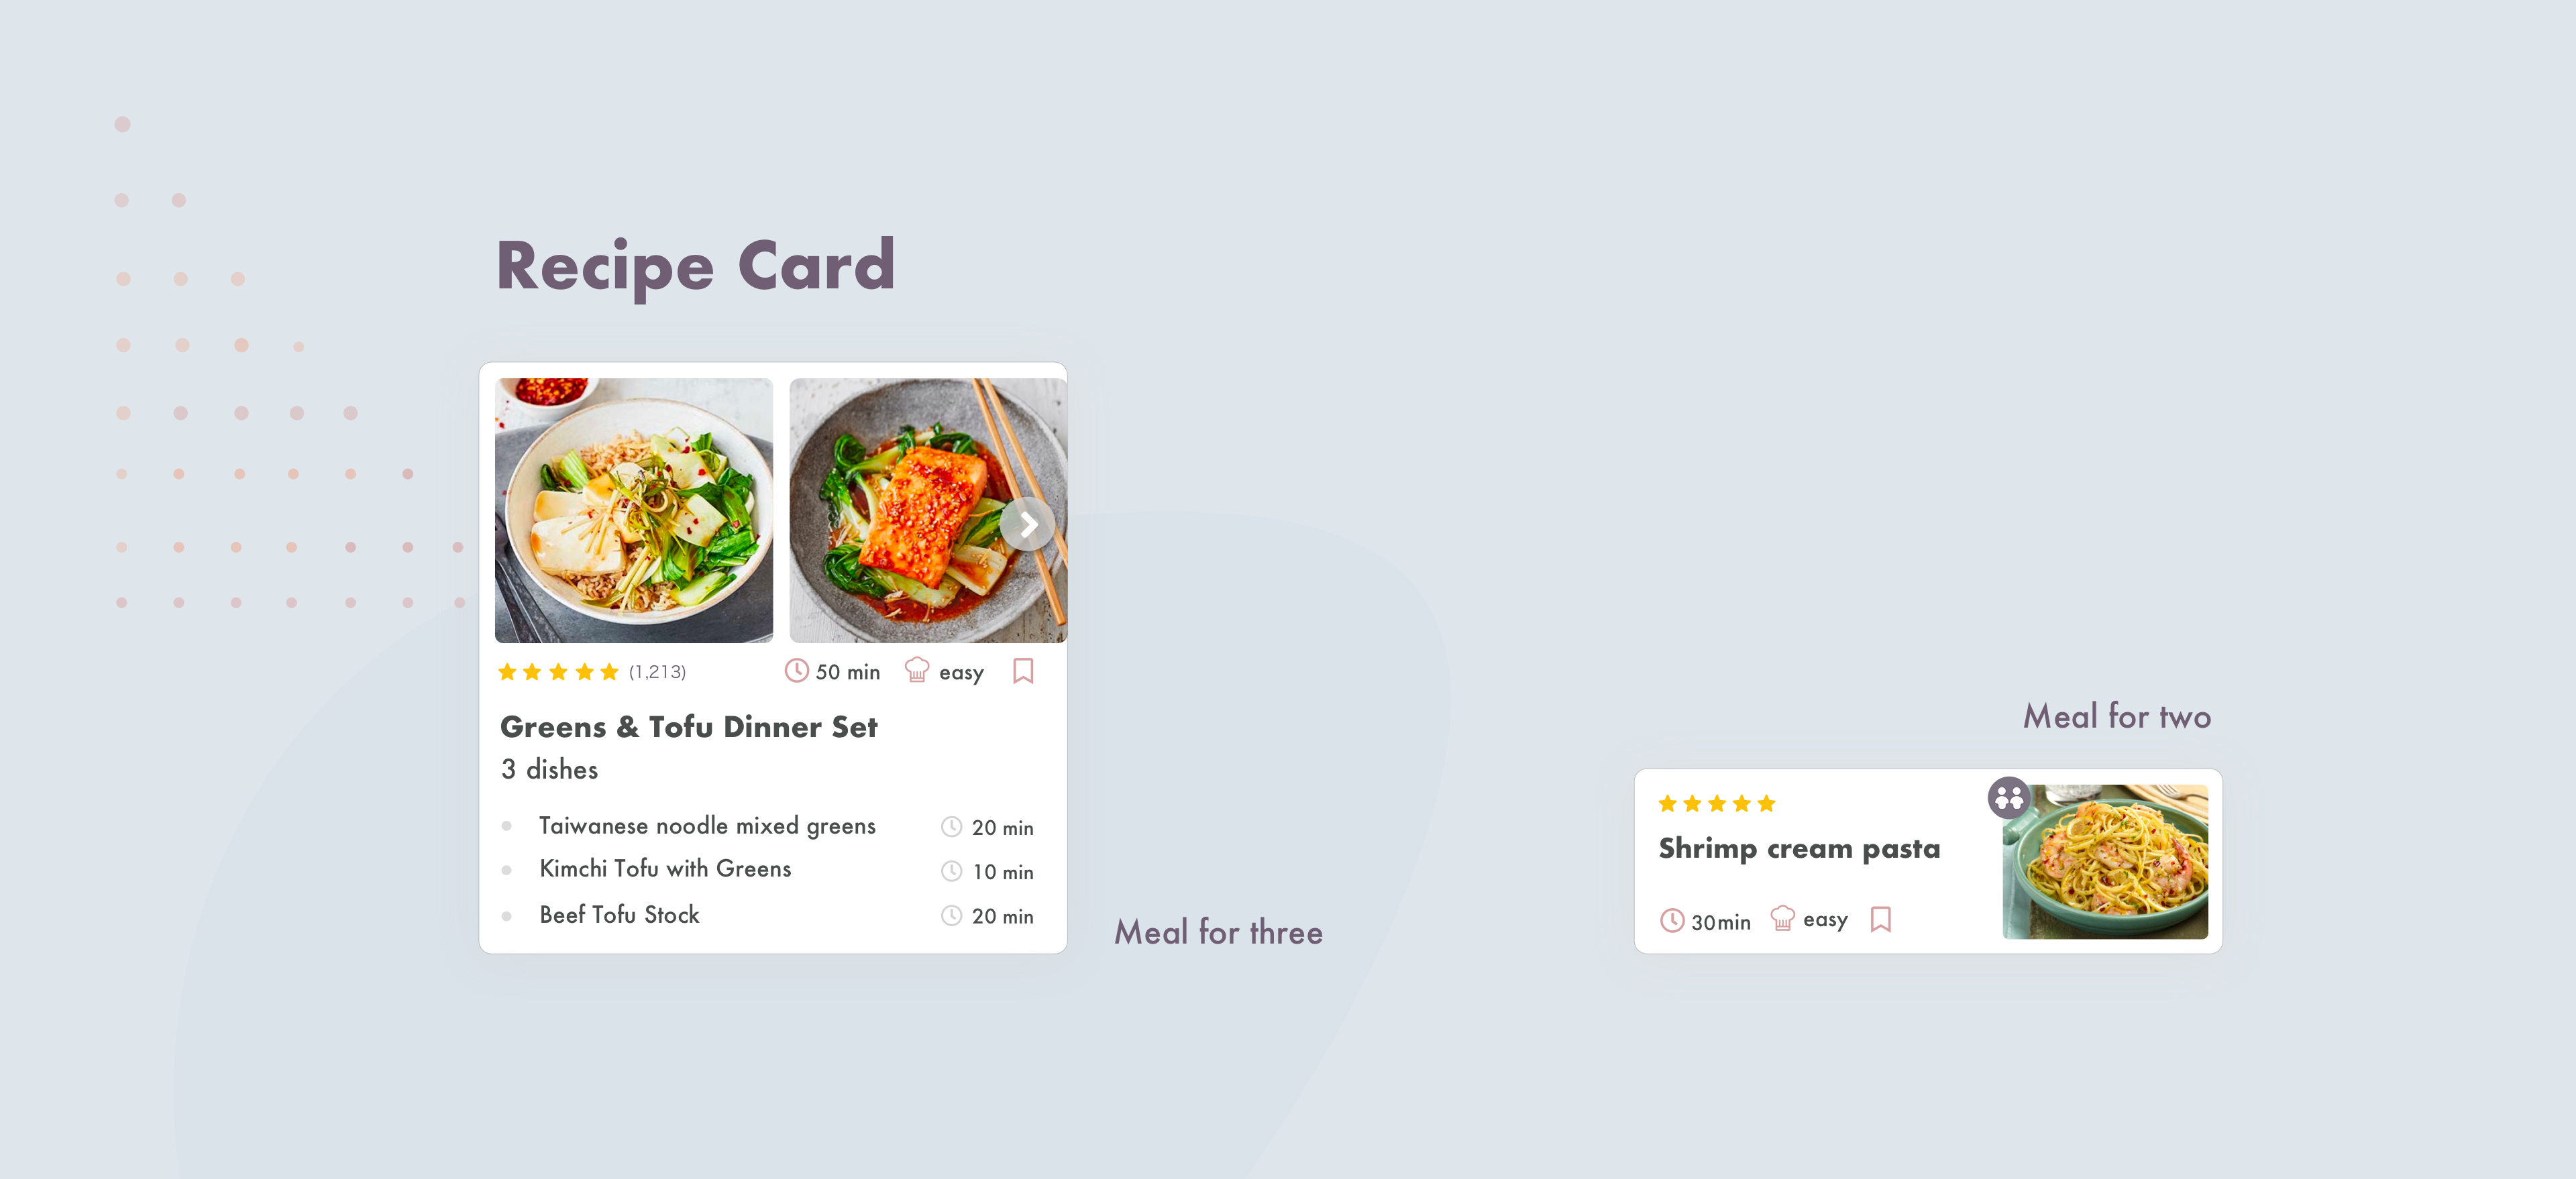 Recipe Card
(1,213)
50 min
easy
Greens & Tofu Dinner Set
3 dishes
Taiwanese noodle mixed greens
20 min
Kimchi Tofu with Greens
10 min
Beef Tofu Stock
20 min
Meal for three
Meal for two
Shrimp cream pasta
30min
easy